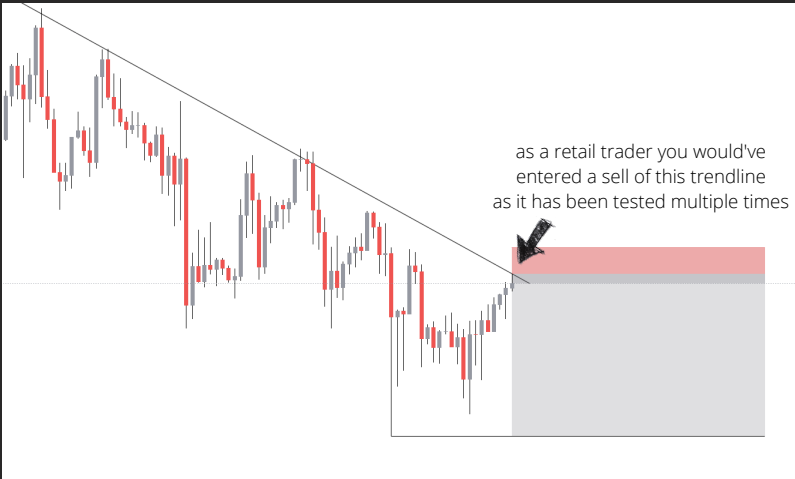 as a retail trader you would've
entered a sell of this trendline
as it has been tested multiple times